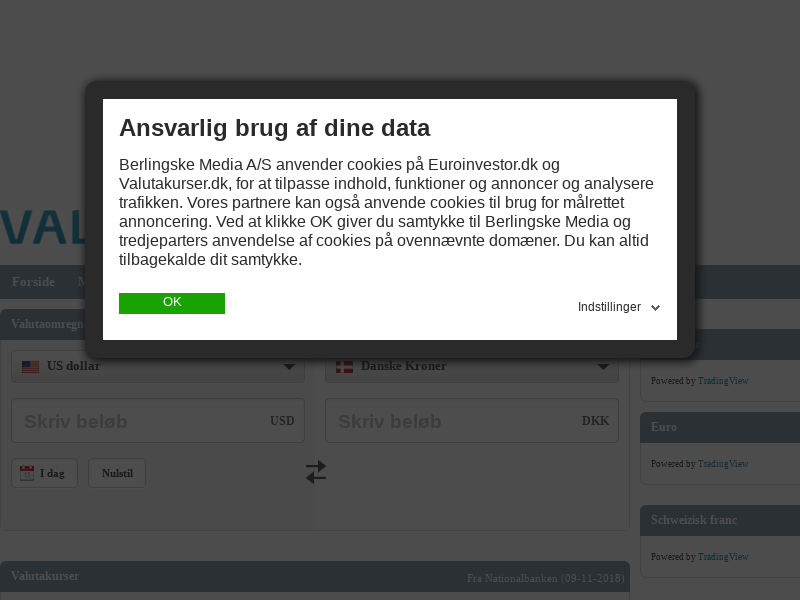 Ansvarlig brug af dine data
Berlingske Media A/S anvender cookies på Euroinvestor.dk og
Valutakurser.dk, for at tilpasse indhold, funktioner og annoncer og analysere
trafikken. Vores partnere kan også anvende cookies til brug for målrettet
annoncering. Ved at klikke OK giver du samtykke til Berlingske Media og
tredjeparters anvendelse af cookies på ovennævnte domæner. Du kan altid
tilbagekalde dit samtykke.
OK
Indstillinger
Forside
US dollar
Danske Kroner
Skriv beløb
USD
Skriv beløb
DKK
I dag
Nulstil
Powered by TradingView
Euro
Powered by TradingView
Schweizisk franc
Powered by TradingView
Valutakurser
Fra Nationalbanken (09-11-2018)